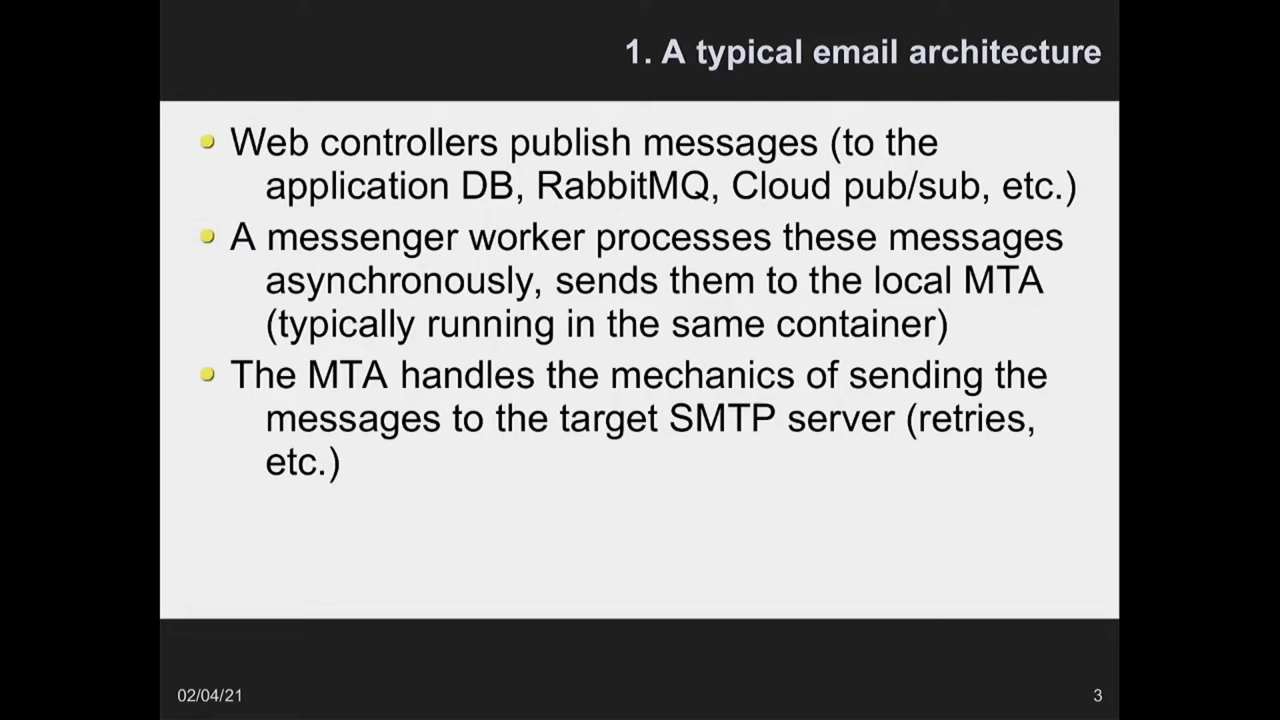 1. A typical email architecture
Web controllers publish messages (to the
application DB, RabbitMQ, Cloud pub/sub, etc.)
A messenger worker processes these messages
asynchronously, sends them to the local MTA
(typically running in the same container)
The MTA handles the mechanics of sending the
messages to the target SMTP server (retries,
etc.)
02/04/21
3